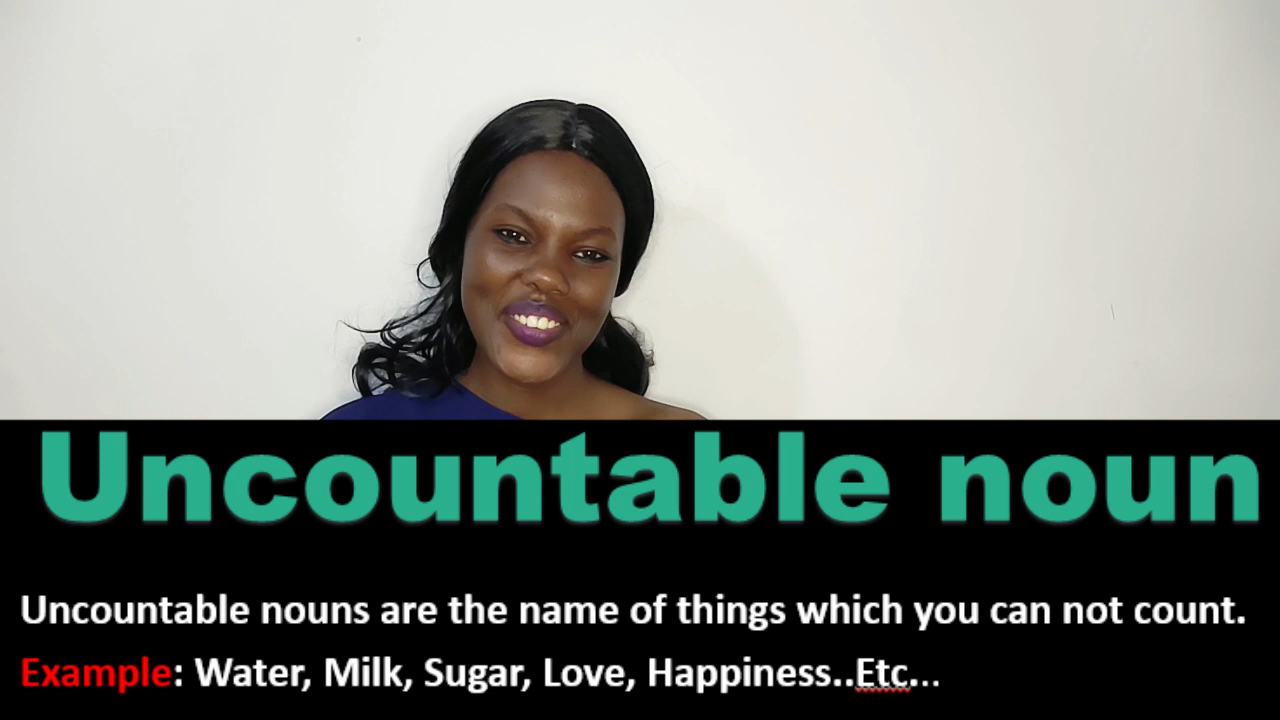 Uncountable noun
Uncountable nouns are the name of things which you can not count.
Example: Water, Milk, Sugar, Love, Happiness..Etc...